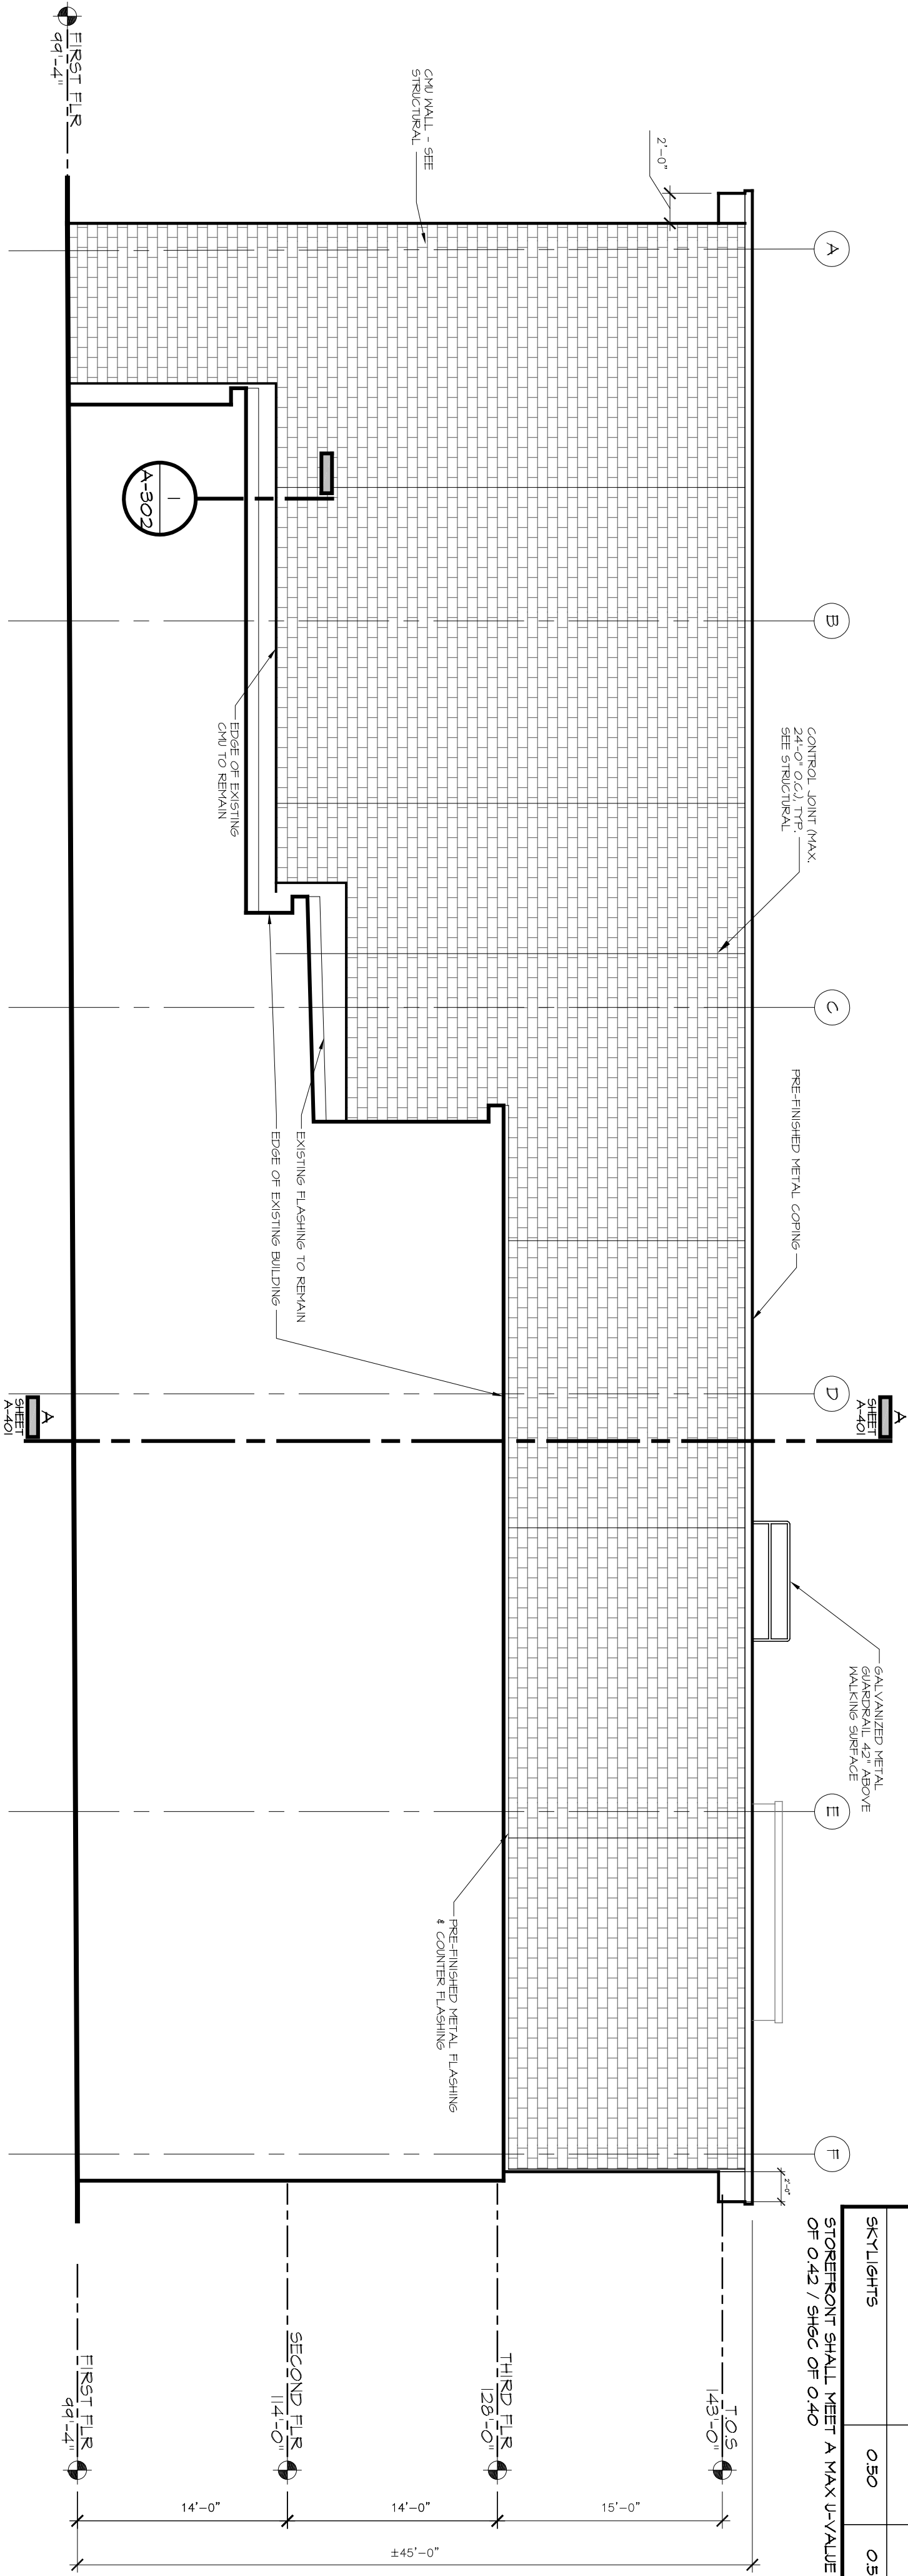 A
B
C
D
E
F
SKYLIGHTS
0.50
STOREFRONT SHALL MEET A MAX U-VALUE
OF 0.42 / SHGC OF 0.40
2'-0"
CMU WALL - SEE
STRUCTURAL
CONTROL JOINT (MAX.
24'-0" O.C.), TYP.
SEE STRUCTURAL
PRE-FINISHED METAL COPING
A
SHEET
A-401
GALVANIZED METAL
GUARDRAIL 42" ABOVE
WALKING SURFACE
2'-0"
T.O.S
143'-0"
15'-0"
THIRD FLR
128'-0"
14'-0"
SECOND FLR
114'-0"
14'-0"
FIRST FLR
99'-4"
±45'-0"
FIRST FLR
99'-4"
1
A-302
EDGE OF EXISTING
CMU TO REMAIN
EXISTING FLASHING TO REMAIN
EDGE OF EXISTING BUILDING
PRE-FINISHED METAL FLASHING
& COUNTER FLASHING
A
SHEET
A-401